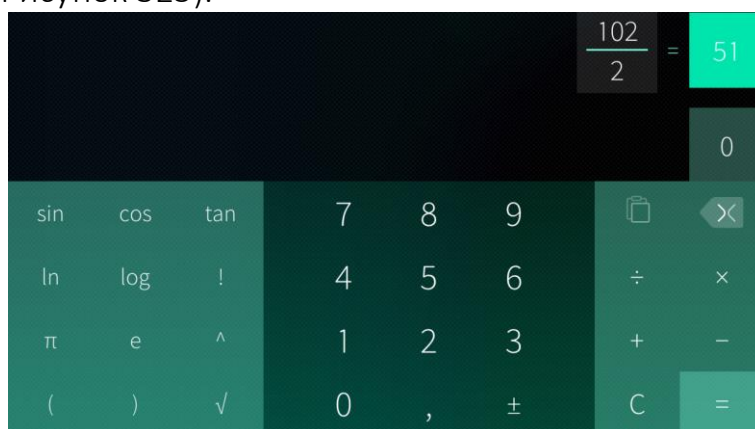 102
2
= 51
0
sin cos tan 7 8 9
ln log ! 4 5 6 ÷ ×
π e ^ 1 2 3 + −
( ) √ 0 , ± C =